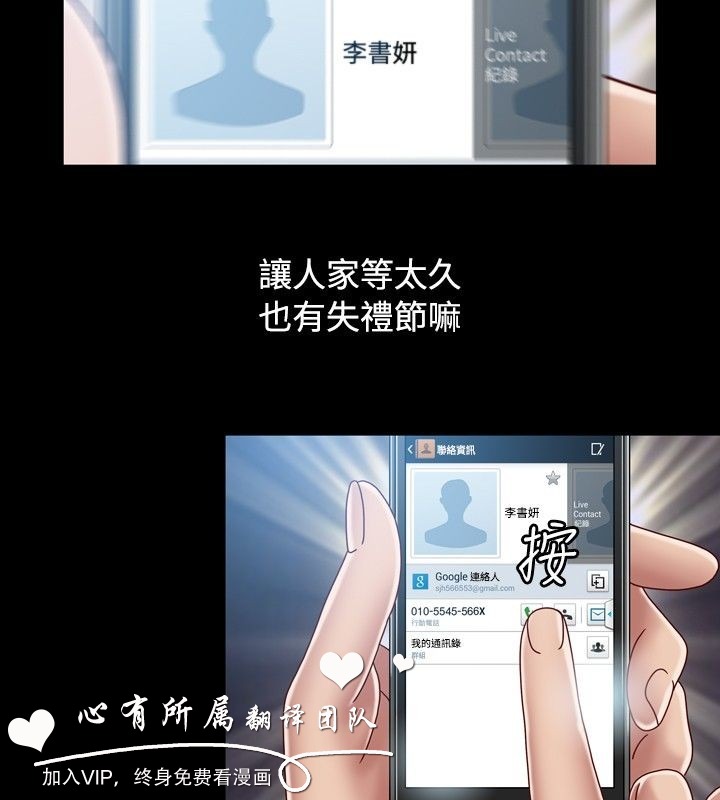 李書妍
Live
Contact
紀錄
讓人家等太久
也有失禮節嘛
聯絡資訊
李書妍
Live
Contact
紀錄
按
Google 連絡人
sjh566553@gmail.com
010-5545-566X
行動電話
我的通訊錄
群組
心有所属翻译团队
加入VIP，终身免费看漫画